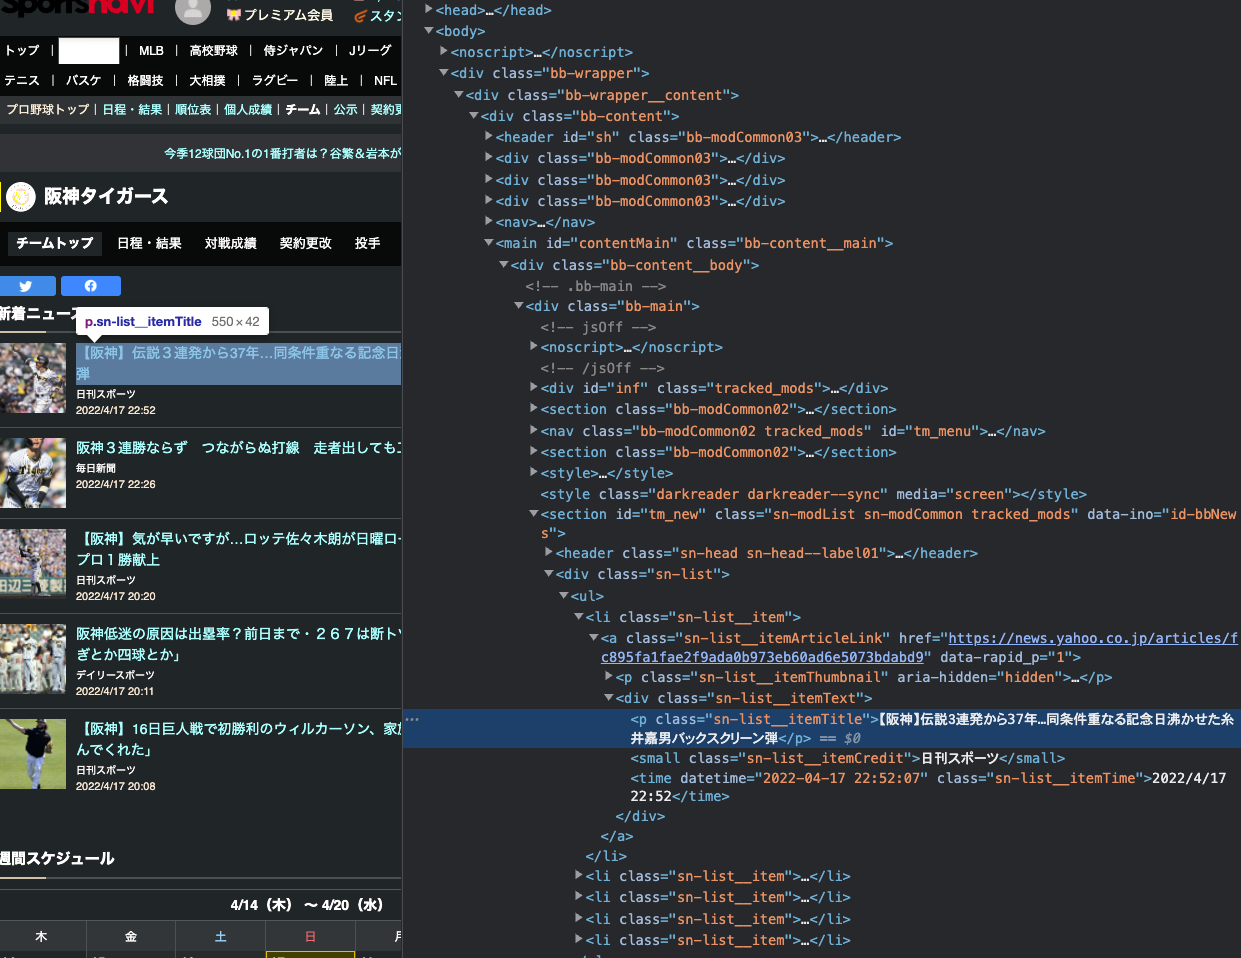 Sportsnavi
プレミアム会員
スタン
トップ | | MLB | 高校野球 | 侍ジャパン | Jリーグ
テニス | バスケ | 格闘技 | 大相撲 | ラグビー | 陸上 | NFL
プロ野球トップ | 日程・結果 | 順位表 | 個人成績 | チーム | 公示 | 契約更
今季12球団No.1の1番打者は？谷繁＆岩本が
阪神タイガース
チームトップ 日程・結果 対戦成績 契約更改 投手
新着ニュース
p.sn-list__itemTitle 550×42
【阪神】伝説３連発から37年…同条件重なる記念日
弾
日刊スポーツ
2022/4/17 22:52
阪神３連勝ならず　つながらぬ打線　走者出しても
毎日新聞
2022/4/17 22:26
【阪神】気が早いですが…ロッテ佐々木朗が日曜ロー
プロ１勝献上
日刊スポーツ
2022/4/17 20:20
阪神低迷の原因は出塁率？前日まで・２６７は断ト
ぎとか四球とか」
デイリースポーツ
2022/4/17 20:11
【阪神】16日巨人戦で初勝利のウィルカーソン、家族
んでくれた」
日刊スポーツ
2022/4/17 20:08
週間スケジュール
4/14（木）～ 4/20（水）
木 金 土 日 月
<head>…</head>
<body>
<noscript>…</noscript>
<div class="bb-wrapper">
<div class="bb-wrapper__content">
<div class="bb-content">
<header id="sh" class="bb-modCommon03">…</header>
<div class="bb-modCommon03">…</div>
<div class="bb-modCommon03">…</div>
<div class="bb-modCommon03">…</div>
<nav>…</nav>
<main id="contentMain" class="bb-content__main">
<div class="bb-content__body">
<!-- .bb-main -->
<div class="bb-main">
<!-- jsOff -->
<noscript>…</noscript>
<!-- /jsOff -->
<div id="inf" class="tracked_mods">…</div>
<section class="bb-modCommon02">…</section>
<nav class="bb-modCommon02 tracked_mods" id="tm_menu">…</nav>
<section class="bb-modCommon02">…</section>
<style>…</style>
<style class="darkreader darkreader--sync" media="screen"></style>
<section id="tm_new" class="sn-modList sn-modCommon tracked_mods" data-ino="id-bbNew
s">
<header class="sn-head sn-head--label01">…</header>
<div class="sn-list">
<ul>
<li class="sn-list__item">
<a class="sn-list__itemArticleLink" href="https://news.yahoo.co.jp/articles/f
c895fa1fae2f9ada0b973eb60ad6e5073bdabd9" data-rapid_p="1">
<p class="sn-list__itemThumbnail" aria-hidden="hidden">…</p>
<div class="sn-list__itemText">
<p class="sn-list__itemTitle">【阪神】伝説3連発から37年…同条件重なる記念日沸かせた糸
井嘉男バックスクリーン弾</p> == $0
<small class="sn-list__itemCredit">日刊スポーツ</small>
<time datetime="2022-04-17 22:52:07" class="sn-list__itemTime">2022/4/17
22:52</time>
</div>
</a>
</li>
<li class="sn-list__item">…</li>
<li class="sn-list__item">…</li>
<li class="sn-list__item">…</li>
<li class="sn-list__item">…</li>